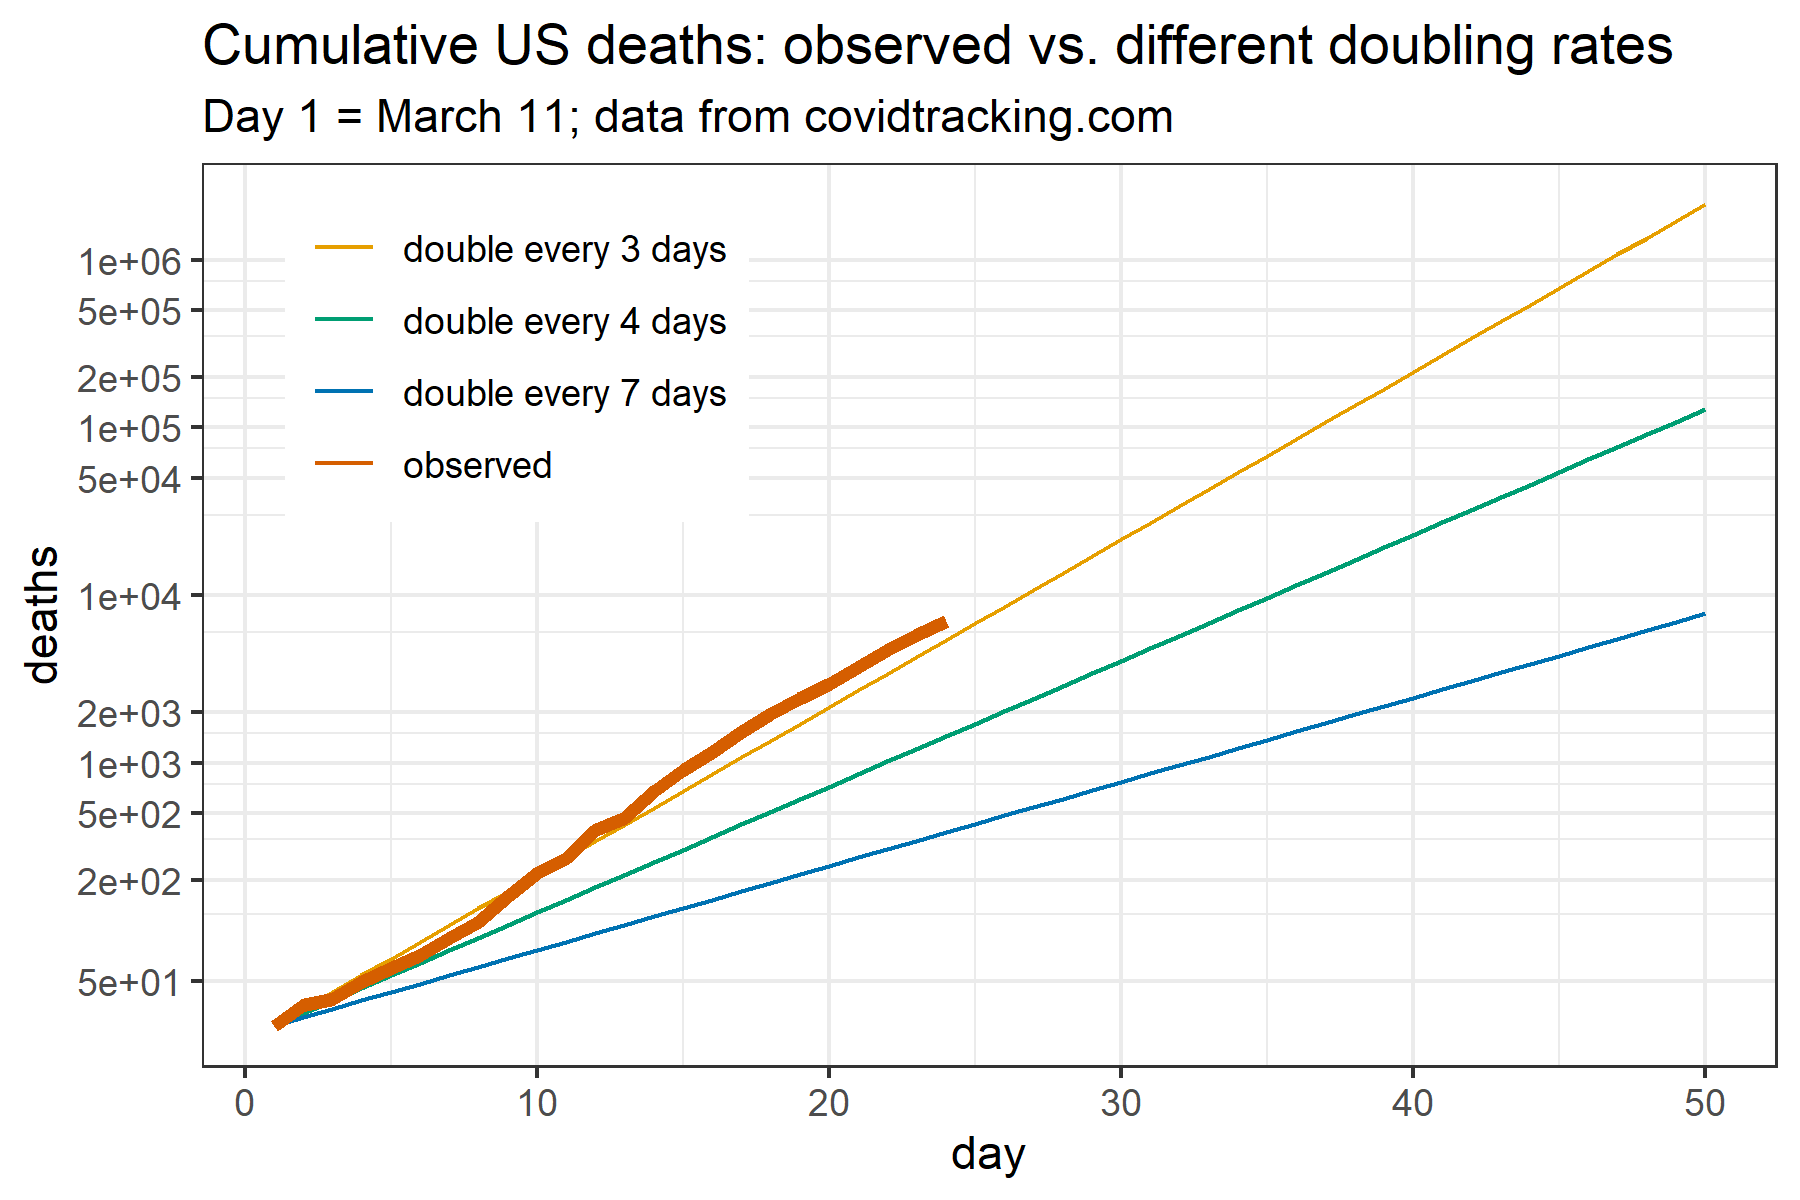 Cumulative US deaths: observed vs. different doubling rates
Day 1 = March 11; data from covidtracking.com
double every 3 days
double every 4 days
double every 7 days
observed
1e+06
5e+05
2e+05
1e+05
5e+04
1e+04
2e+03
1e+03
5e+02
2e+02
5e+01
deaths
0 10 20 30 40 50
day